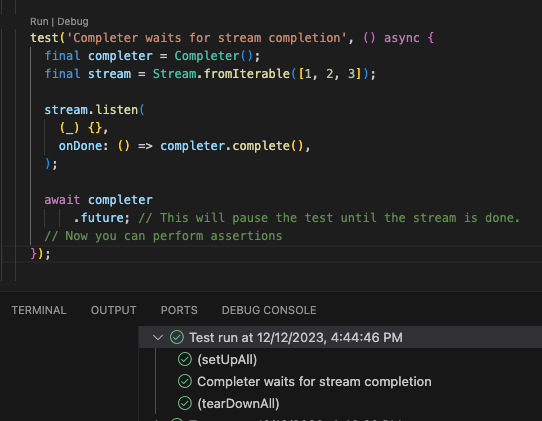 Run | Debug
test('Completer waits for stream completion', () async {
final completer = Completer();
final stream = Stream.fromIterable([1, 2, 3]);
stream.listen(
(_) {},
onDone: () => completer.complete(),
);
await completer
.future; // This will pause the test until the stream is done.
// Now you can perform assertions
});
TERMINAL OUTPUT PORTS DEBUG CONSOLE
Test run at 12/12/2023, 4:44:46 PM
(setUpAll)
Completer waits for stream completion
(tearDownAll)